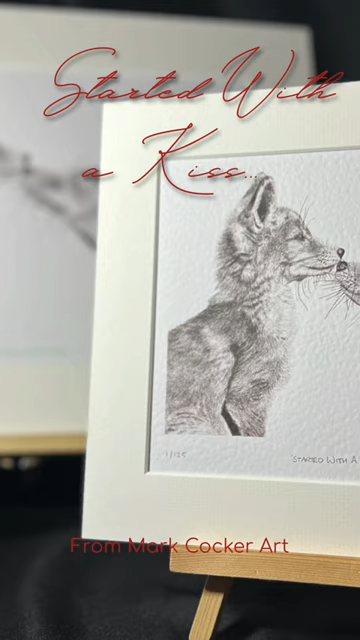 Started With
a Kiss...
1/125
'STARTED WITH A
From Mark Cocker Art